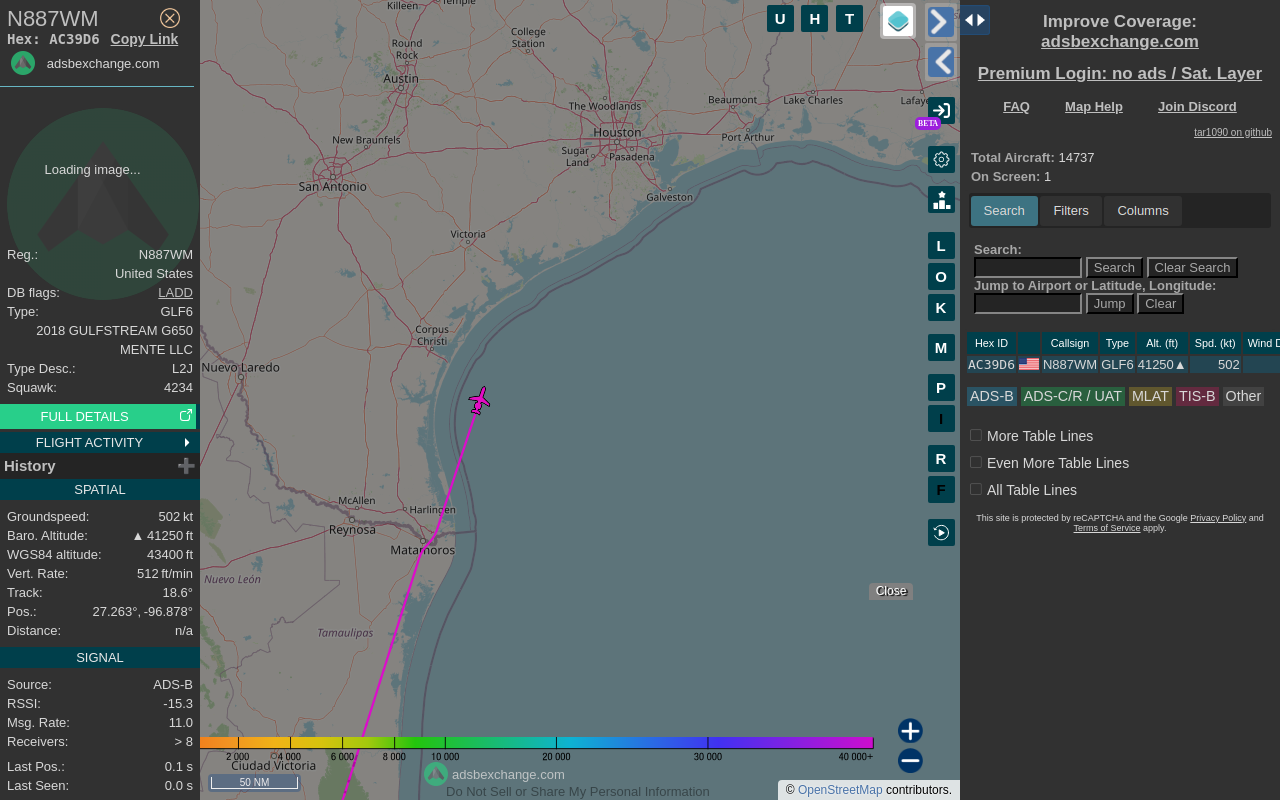 N887WM
Hex: AC39D6 Copy Link
adsbexchange.com
Loading image...
Reg.: N887WM
United States
DB flags: LADD
Type: GLF6
2018 GULFSTREAM G650
MENTE LLC
Type Desc.: L2J
Squawk: 4234
FULL DETAILS
FLIGHT ACTIVITY
History
SPATIAL
Groundspeed: 502 kt
Baro. Altitude: ▲ 41250 ft
WGS84 altitude: 43400 ft
Vert. Rate: 512 ft/min
Track: 18.6°
Pos.: 27.263°, -96.878°
Distance: n/a
SIGNAL
Source: ADS-B
RSSI: -15.3
Msg. Rate: 11.0
Receivers: > 8
Last Pos.: 0.1 s
Last Seen: 0.0 s
Killeen
Temple
Round
Rock
College
Station
Austin
The Woodlands
Beaumont
Lake Charles
Houston
Port Arthur
New Braunfels
Sugar
Land
Pasadena
San Antonio
Galveston
Victoria
Corpus
Christi
Nuevo Laredo
McAllen
Harlingen
Reynosa
Matamoros
Nuevo León
Tamaulipas
Ciudad Victoria
2 000 4 000 6 000 8 000 10 000 20 000 30 000 40 000+
50 NM
adsbexchange.com
Do Not Sell or Share My Personal Information
© OpenStreetMap contributors.
U H T
BETA
L
O
K
M
P
I
R
F
Close
Improve Coverage:
adsbexchange.com
Premium Login: no ads / Sat. Layer
FAQ Map Help Join Discord
tar1090 on github
Total Aircraft: 14737
On Screen: 1
Search Filters Columns
Search:
Search Clear Search
Jump to Airport or Latitude, Longitude:
Jump Clear
Hex ID Callsign Type Alt. (ft) Spd. (kt) Wind D
AC39D6 N887WM GLF6 41250▲ 502
ADS-B ADS-C/R / UAT MLAT TIS-B Other
More Table Lines
Even More Table Lines
All Table Lines
This site is protected by reCAPTCHA and the Google Privacy Policy and
Terms of Service apply.